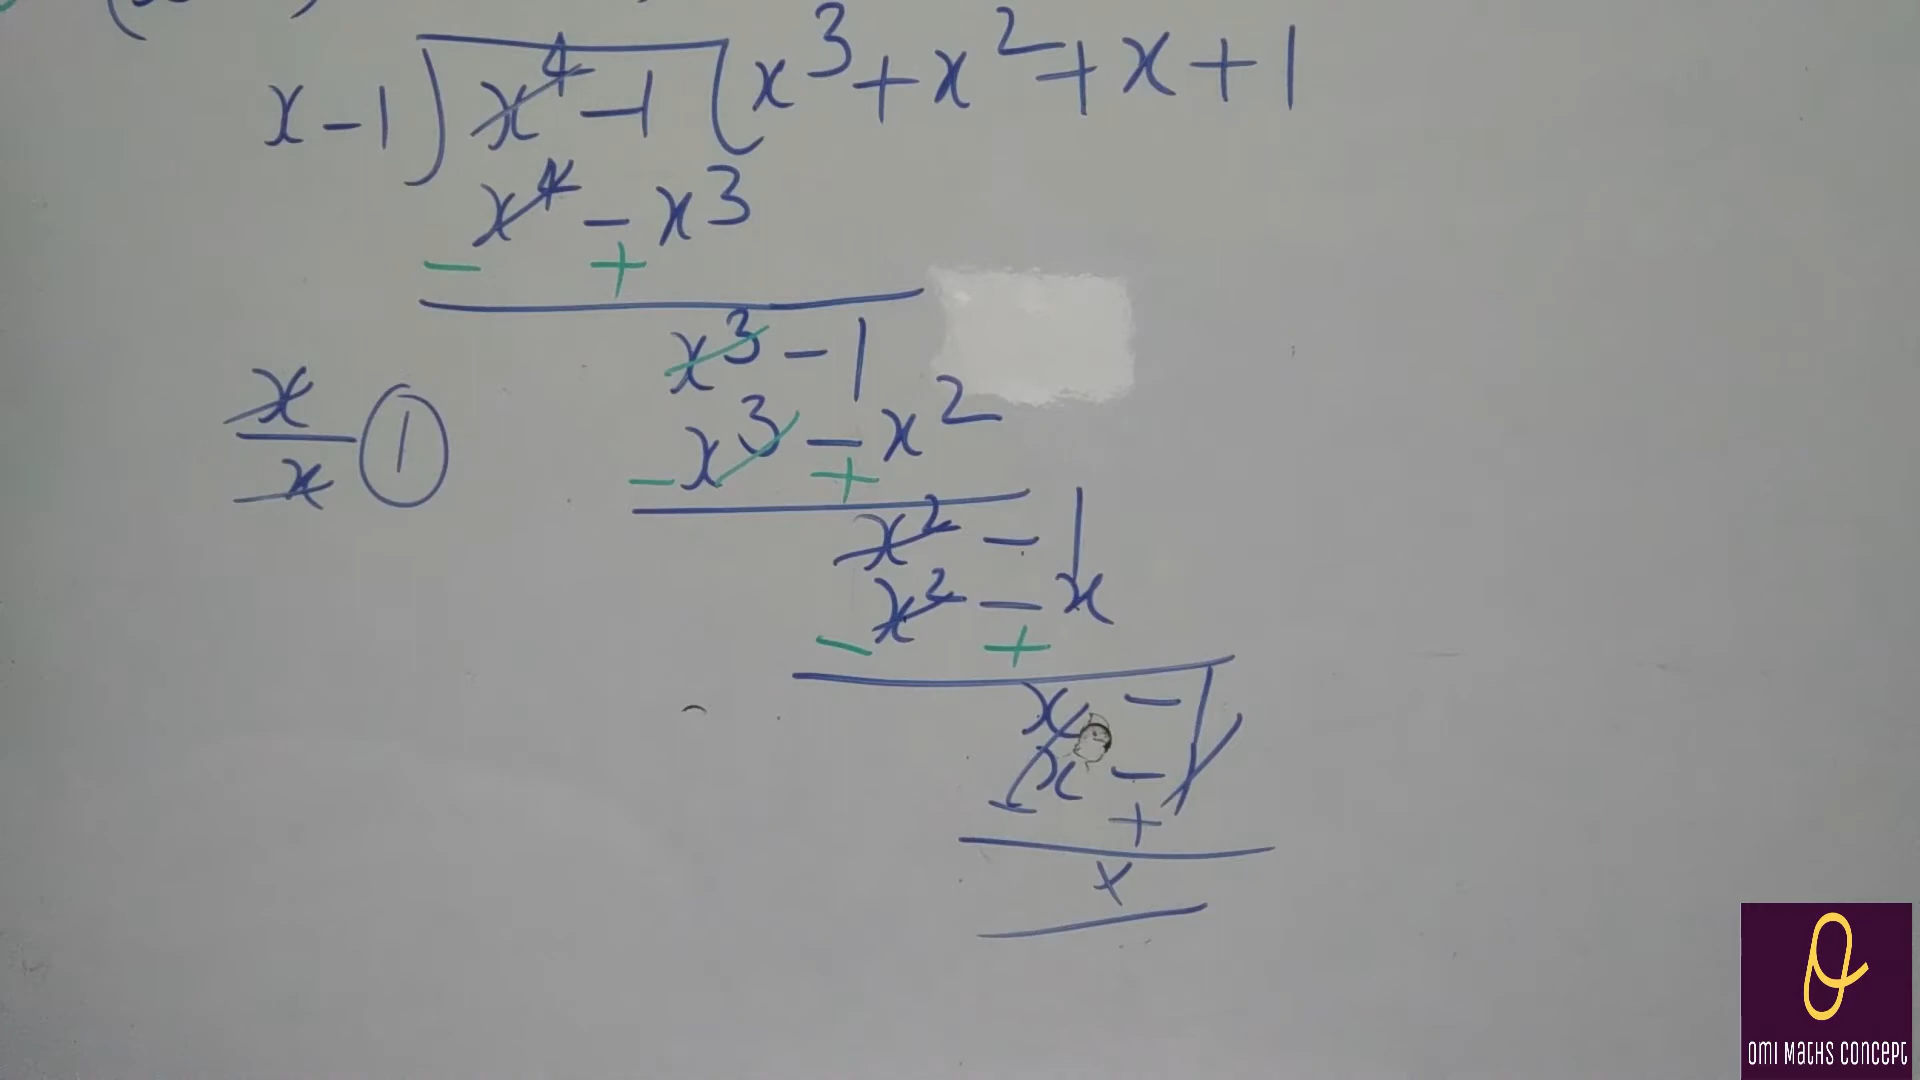 x-1) x⁴-1 (x³+x²+x+1
x⁴-x³
- +
x³-1
x³-x²
- +
x/x 1
x²-1
x²-x
- +
x-1
x-1
- +
x
OMI MATHS CONCEPT